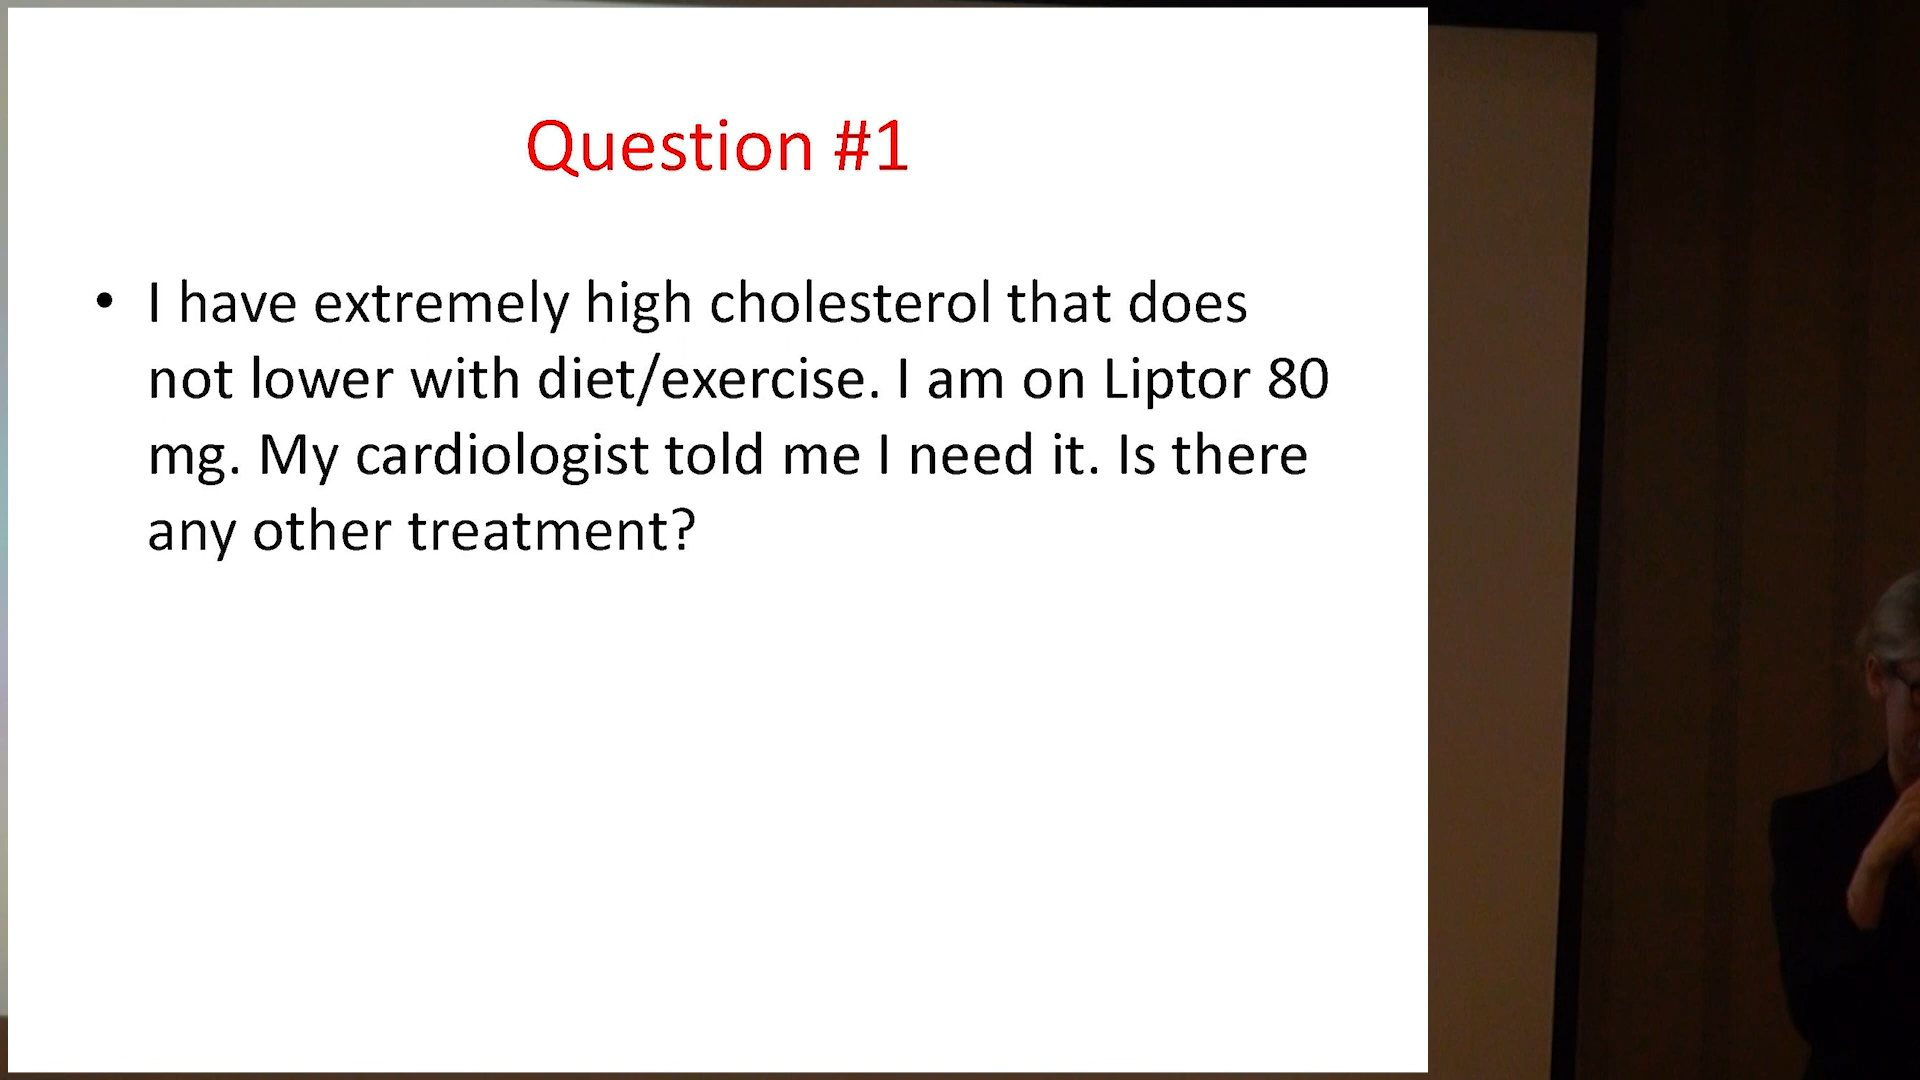 Question #1
• I have extremely high cholesterol that does
not lower with diet/exercise. I am on Liptor 80
mg. My cardiologist told me I need it. Is there
any other treatment?